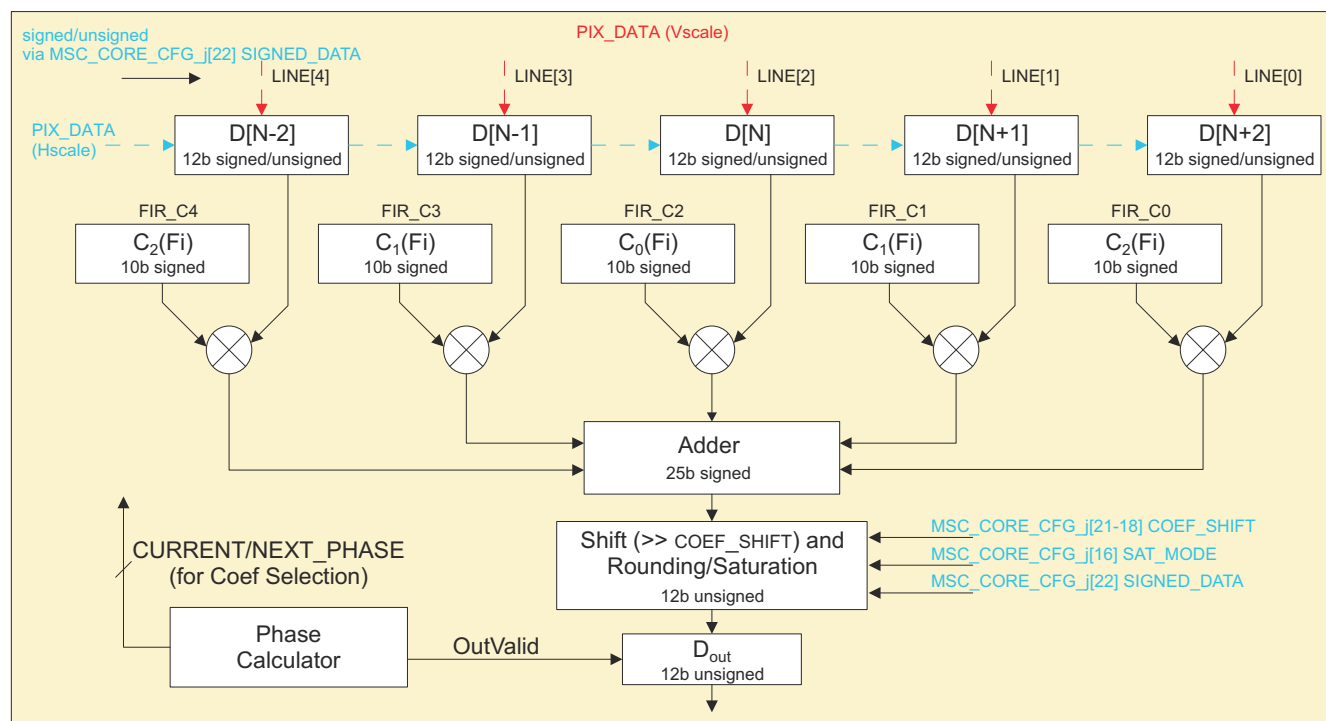 signed/unsigned
via MSC_CORE_CFG_j[22] SIGNED_DATA
PIX_DATA (Vscale)
LINE[4]
LINE[3]
LINE[2]
LINE[1]
LINE[0]
PIX_DATA
(Hscale)
D[N-2]
12b signed/unsigned
D[N-1]
12b signed/unsigned
D[N]
12b signed/unsigned
D[N+1]
12b signed/unsigned
D[N+2]
12b signed/unsigned
FIR_C4
C2(Fi)
10b signed
FIR_C3
C1(Fi)
10b signed
FIR_C2
C0(Fi)
10b signed
FIR_C1
C1(Fi)
10b signed
FIR_C0
C2(Fi)
10b signed
Adder
25b signed
Shift (>> COEF_SHIFT) and
Rounding/Saturation
12b unsigned
MSC_CORE_CFG_j[21-18] COEF_SHIFT
MSC_CORE_CFG_j[16] SAT_MODE
MSC_CORE_CFG_j[22] SIGNED_DATA
CURRENT/NEXT_PHASE
(for Coef Selection)
Phase
Calculator
OutValid
Dout
12b unsigned